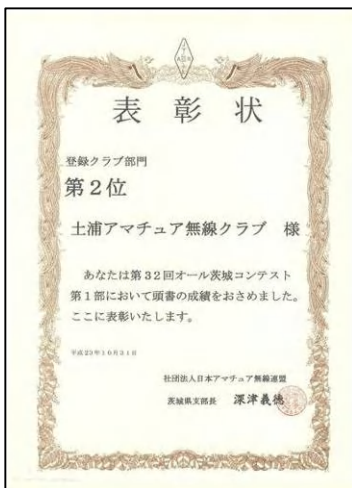 表彰状
登録クラブ部門
第2位
土浦アマチュア無線クラブ 様
あなたは第32回オール茨城コンテスト
第1部において頭書の成績をおさめました。
ここに表彰いたします。
平成23年10月31日
社団法人日本アマチュア無線連盟
茨城県支部長 深津義徳